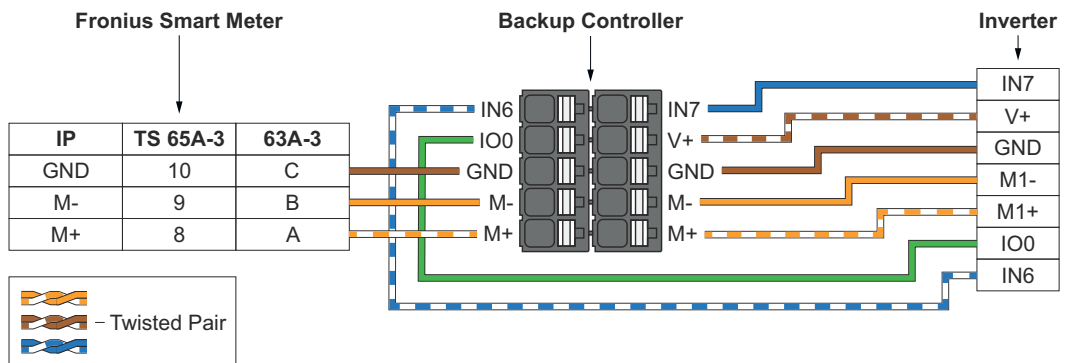 Fronius Smart Meter
Backup Controller
Inverter
IP TS 65A-3 63A-3
GND 10 C
M- 9 B
M+ 8 A
IN6
IO0
GND
M-
M+
IN7
V+
GND
M-
M+
IN7
V+
GND
M1-
M1+
IO0
IN6
– Twisted Pair